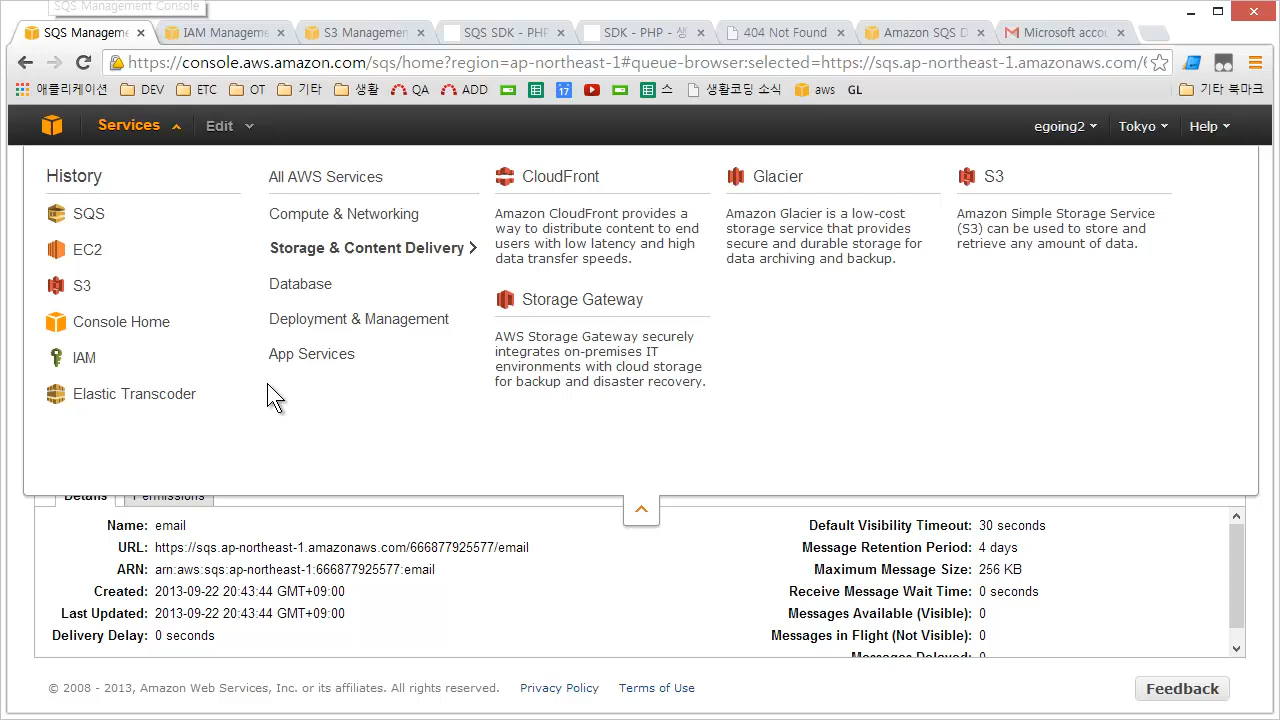 SQS Management Console
SQS Manageme
IAM Manageme
S3 Management
SQS SDK - PHP
SDK - PHP - 생
404 Not Found
Amazon SQS D
Microsoft accou
https://console.aws.amazon.com/sqs/home?region=ap-northeast-1#queue-browser:selected=https://sqs.ap-northeast-1.amazonaws.com/6
애플리케이션
DEV
ETC
OT
기타
생활
QA
ADD
17
스
생활코딩 소식
aws
GL
기타 북마크
Services
Edit
egoing2
Tokyo
Help
History
SQS
EC2
S3
Console Home
IAM
Elastic Transcoder
All AWS Services
Compute & Networking
Storage & Content Delivery
Database
Deployment & Management
App Services
CloudFront
Amazon CloudFront provides a
way to distribute content to end
users with low latency and high
data transfer speeds.
Storage Gateway
AWS Storage Gateway securely
integrates on-premises IT
environments with cloud storage
for backup and disaster recovery.
Glacier
Amazon Glacier is a low-cost
storage service that provides
secure and durable storage for
data archiving and backup.
S3
Amazon Simple Storage Service
(S3) can be used to store and
retrieve any amount of data.
Details
Permissions
Name: email
URL: https://sqs.ap-northeast-1.amazonaws.com/666877925577/email
ARN: arn:aws:sqs:ap-northeast-1:666877925577:email
Created: 2013-09-22 20:43:44 GMT+09:00
Last Updated: 2013-09-22 20:43:44 GMT+09:00
Delivery Delay: 0 seconds
Default Visibility Timeout: 30 seconds
Message Retention Period: 4 days
Maximum Message Size: 256 KB
Receive Message Wait Time: 0 seconds
Messages Available (Visible): 0
Messages in Flight (Not Visible): 0
Messages Delayed: 0
© 2008 - 2013, Amazon Web Services, Inc. or its affiliates. All rights reserved.
Privacy Policy
Terms of Use
Feedback